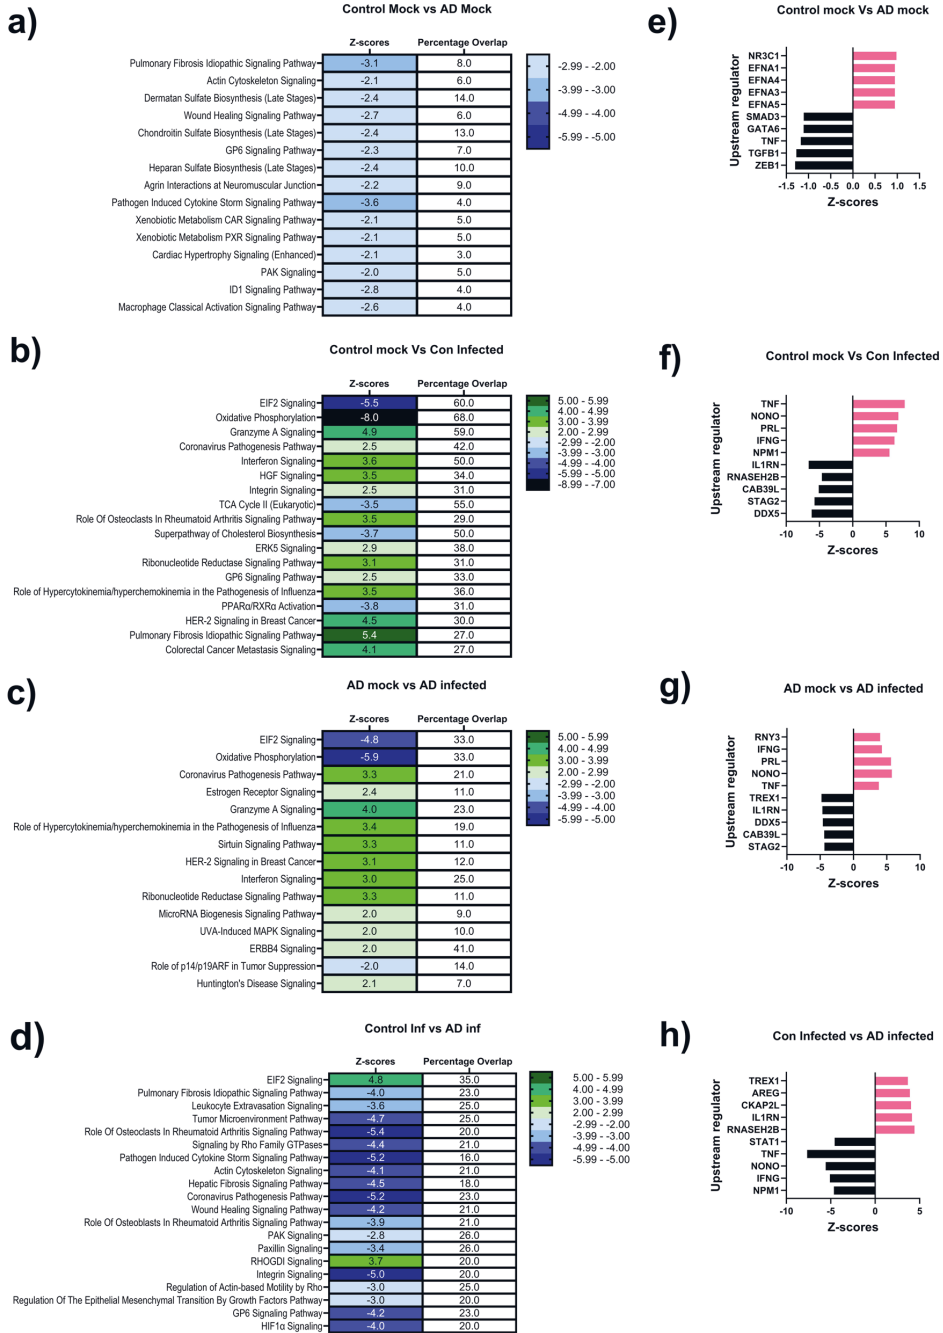 a)
Control Mock vs AD Mock
Z-scores Percentage Overlap
Pulmonary Fibrosis Idiopathic Signaling Pathway -3.1 8.0
Actin Cytoskeleton Signaling -2.1 6.0
Dermatan Sulfate Biosynthesis (Late Stages) -2.4 14.0
Wound Healing Signaling Pathway -2.7 6.0
Chondroitin Sulfate Biosynthesis (Late Stages) -2.4 13.0
GP6 Signaling Pathway -2.3 7.0
Heparan Sulfate Biosynthesis (Late Stages) -2.4 10.0
Agrin Interactions at Neuromuscular Junction -2.2 9.0
Pathogen Induced Cytokine Storm Signaling Pathway -3.6 4.0
Xenobiotic Metabolism CAR Signaling Pathway -2.1 5.0
Xenobiotic Metabolism PXR Signaling Pathway -2.1 5.0
Cardiac Hypertrophy Signaling (Enhanced) -2.1 3.0
PAK Signaling -2.0 5.0
ID1 Signaling Pathway -2.8 4.0
Macrophage Classical Activation Signaling Pathway -2.6 4.0
-2.99 - -2.00
-3.99 - -3.00
-4.99 - -4.00
-5.99 - -5.00
e)
Control mock Vs AD mock
Upstream regulator
NR3C1
EFNA1
EFNA4
EFNA3
EFNA5
SMAD3
GATA6
TNF
TGFB1
ZEB1
-1.5 -1.0 -0.5 0.0 0.5 1.0 1.5
Z-scores
b)
Control mock Vs Con Infected
Z-scores Percentage Overlap
EIF2 Signaling -5.5 60.0
Oxidative Phosphorylation -8.0 68.0
Granzyme A Signaling 4.9 59.0
Coronavirus Pathogenesis Pathway 2.5 42.0
Interferon Signaling 3.6 50.0
HGF Signaling 3.5 34.0
Integrin Signaling 2.5 31.0
TCA Cycle II (Eukaryotic) -3.5 55.0
Role Of Osteoclasts In Rheumatoid Arthritis Signaling Pathway 3.5 29.0
Superpathway of Cholesterol Biosynthesis -3.7 50.0
ERK5 Signaling 2.9 38.0
Ribonucleotide Reductase Signaling Pathway 3.1 31.0
GP6 Signaling Pathway 2.5 33.0
Role of Hypercytokinemia/hyperchemokinemia in the Pathogenesis of Influenza 3.5 36.0
PPARα/RXRα Activation -3.8 31.0
HER-2 Signaling in Breast Cancer 4.5 30.0
Pulmonary Fibrosis Idiopathic Signaling Pathway 5.4 27.0
Colorectal Cancer Metastasis Signaling 4.1 27.0
5.00 - 5.99
4.00 - 4.99
3.00 - 3.99
2.00 - 2.99
-2.99 - -2.00
-3.99 - -3.00
-4.99 - -4.00
-5.99 - -5.00
-8.99 - -7.00
f)
Control mock Vs Con Infected
Upstream regulator
TNF
NONO
PRL
IFNG
NPM1
IL1RN
RNASEH2B
CAB39L
STAG2
DDX5
-10 -5 0 5 10
Z-scores
c)
AD mock vs AD infected
Z-scores Percentage Overlap
EIF2 Signaling -4.8 33.0
Oxidative Phosphorylation -5.9 33.0
Coronavirus Pathogenesis Pathway 3.3 21.0
Estrogen Receptor Signaling 2.4 11.0
Granzyme A Signaling 4.0 23.0
Role of Hypercytokinemia/hyperchemokinemia in the Pathogenesis of Influenza 3.4 19.0
Sirtuin Signaling Pathway 3.3 11.0
HER-2 Signaling in Breast Cancer 3.1 12.0
Interferon Signaling 3.0 25.0
Ribonucleotide Reductase Signaling Pathway 3.3 11.0
MicroRNA Biogenesis Signaling Pathway 2.0 9.0
UVA-Induced MAPK Signaling 2.0 10.0
ERBB4 Signaling 2.0 41.0
Role of p14/p19ARF in Tumor Suppression -2.0 14.0
Huntington's Disease Signaling 2.1 7.0
5.00 - 5.99
4.00 - 4.99
3.00 - 3.99
2.00 - 2.99
-2.99 - -2.00
-3.99 - -3.00
-4.99 - -4.00
-5.99 - -5.00
g)
AD mock vs AD infected
Upstream regulator
RNY3
IFNG
PRL
NONO
TNF
TREX1
IL1RN
DDX5
CAB39L
STAG2
-10 -5 0 5 10
Z-scores
d)
Control Inf vs AD inf
Z-scores Percentage Overlap
EIF2 Signaling 4.8 35.0
Pulmonary Fibrosis Idiopathic Signaling Pathway -4.0 23.0
Leukocyte Extravasation Signaling -3.6 25.0
Tumor Microenvironment Pathway -4.7 25.0
Role Of Osteoclasts In Rheumatoid Arthritis Signaling Pathway -5.4 20.0
Signaling by Rho Family GTPases -4.4 21.0
Pathogen Induced Cytokine Storm Signaling Pathway -5.2 16.0
Actin Cytoskeleton Signaling -4.1 21.0
Hepatic Fibrosis Signaling Pathway -4.5 18.0
Coronavirus Pathogenesis Pathway -5.2 23.0
Wound Healing Signaling Pathway -4.2 21.0
Role Of Osteoblasts In Rheumatoid Arthritis Signaling Pathway -3.9 21.0
PAK Signaling -2.8 26.0
Paxillin Signaling -3.4 26.0
RHOGDI Signaling 3.7 20.0
Integrin Signaling -5.0 20.0
Regulation of Actin-based Motility by Rho -3.0 25.0
Regulation Of The Epithelial Mesenchymal Transition By Growth Factors Pathway -3.0 20.0
GP6 Signaling Pathway -4.2 23.0
HIF1α Signaling -4.0 20.0
5.00 - 5.99
4.00 - 4.99
3.00 - 3.99
2.00 - 2.99
-2.99 - -2.00
-3.99 - -3.00
-4.99 - -4.00
-5.99 - -5.00
h)
Con Infected vs AD infected
Upstream regulator
TREX1
AREG
CKAP2L
IL1RN
RNASEH2B
STAT1
TNF
NONO
IFNG
NPM1
-10 -5 0 5
Z-scores